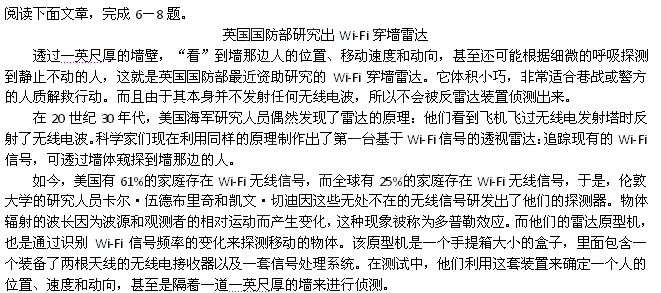 阅读下面文章，完成 6－8 题。
英国国防部研究出 Wi-Fi 穿墙雷达
透过一英尺厚的墙壁，“看”到墙那边人的位置、移动速度和动向，甚至还可能根据细微的呼吸探测
到静止不动的人，这就是英国国防部最近资助研究的 Wi-Fi 穿墙雷达。它体积小巧，非常适合巷战或警方
的人质解救行动。而且由于其本身并不发射任何无线电波，所以不会被反雷达装置侦测出来。
在 20 世纪 30 年代，美国海军研究人员偶然发现了雷达的原理：他们看到飞机飞过无线电发射塔时反
射了无线电波。科学家们现在利用同样的原理制作出了第一台基于 Wi-Fi 信号的透视雷达：追踪现有的 Wi-Fi
信号，可透过墙体窥探到墙那边的人。
如今，美国有 61%的家庭存在 Wi-Fi 无线信号，而全球有 25%的家庭存在 Wi-Fi 无线信号，于是，伦敦
大学的研究人员卡尔·伍德布里奇和凯文·切迪因这些无处不在的无线信号研发出了他们的探测器。物体
辐射的波长因为波源和观测者的相对运动而产生变化，这种现象被称为多普勒效应。而他们的雷达原型机，
也是通过识别 Wi-Fi 信号频率的变化来探测移动的物体。该原型机是一个手提箱大小的盒子，里面包含一
个装备了两根天线的无线电接收器以及一套信号处理系统。在测试中，他们利用这套装置来确定一个人的
位置、速度和动向，甚至是隔着一道一英尺厚的墙来进行侦测。